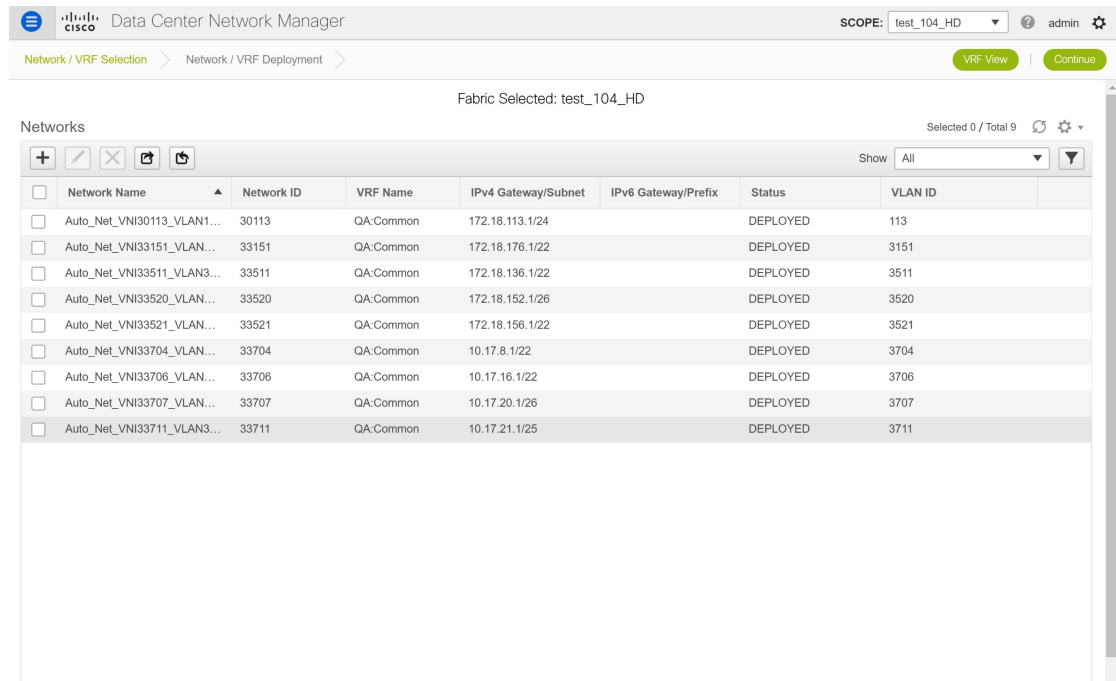 cisco Data Center Network Manager SCOPE: test_104_HD admin
Network / VRF Selection Network / VRF Deployment VRF View Continue
Fabric Selected: test_104_HD
Networks Selected 0 / Total 9
Show All
Network Name Network ID VRF Name IPv4 Gateway/Subnet IPv6 Gateway/Prefix Status VLAN ID
Auto_Net_VNI30113_VLAN1... 30113 QA:Common 172.18.113.1/24 DEPLOYED 113
Auto_Net_VNI33151_VLAN... 33151 QA:Common 172.18.176.1/22 DEPLOYED 3151
Auto_Net_VNI33511_VLAN3... 33511 QA:Common 172.18.136.1/22 DEPLOYED 3511
Auto_Net_VNI33520_VLAN... 33520 QA:Common 172.18.152.1/26 DEPLOYED 3520
Auto_Net_VNI33521_VLAN... 33521 QA:Common 172.18.156.1/22 DEPLOYED 3521
Auto_Net_VNI33704_VLAN... 33704 QA:Common 10.17.8.1/22 DEPLOYED 3704
Auto_Net_VNI33706_VLAN... 33706 QA:Common 10.17.16.1/22 DEPLOYED 3706
Auto_Net_VNI33707_VLAN... 33707 QA:Common 10.17.20.1/26 DEPLOYED 3707
Auto_Net_VNI33711_VLAN3... 33711 QA:Common 10.17.21.1/25 DEPLOYED 3711